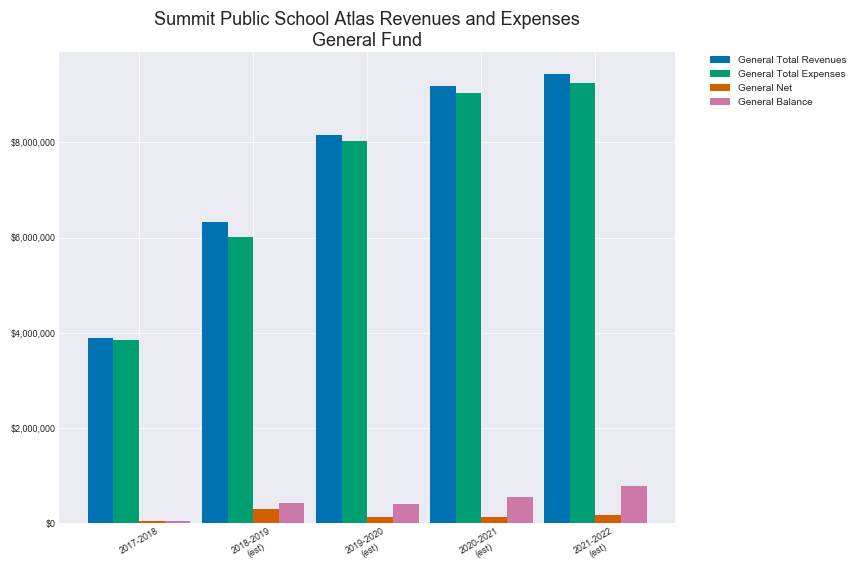 Summit Public School Atlas Revenues and Expenses
General Fund
General Total Revenues
General Total Expenses
General Net
General Balance
$8,000,000
$6,000,000
$4,000,000
$2,000,000
$0
2017-2018
2018-2019
(est)
2019-2020
(est)
2020-2021
(est)
2021-2022
(est)